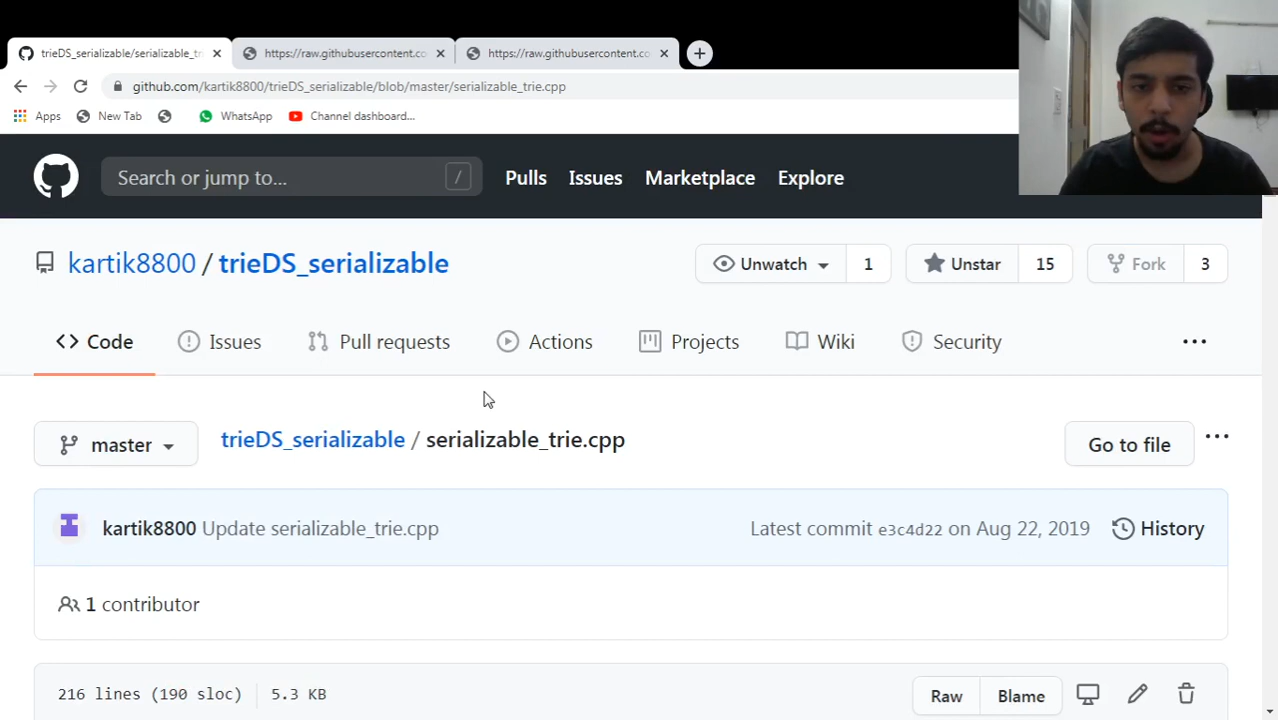 trieDS_serializable/serializable_tr
https://raw.githubusercontent.co
https://raw.githubusercontent.co
github.com/kartik8800/trieDS_serializable/blob/master/serializable_trie.cpp
Apps New Tab WhatsApp Channel dashboard...
Search or jump to... / Pulls Issues Marketplace Explore
kartik8800 / trieDS_serializable Unwatch 1 Unstar 15 Fork 3
Code Issues Pull requests Actions Projects Wiki Security ...
master trieDS_serializable / serializable_trie.cpp Go to file ...
kartik8800 Update serializable_trie.cpp Latest commit e3c4d22 on Aug 22, 2019 History
1 contributor
216 lines (190 sloc) 5.3 KB Raw Blame